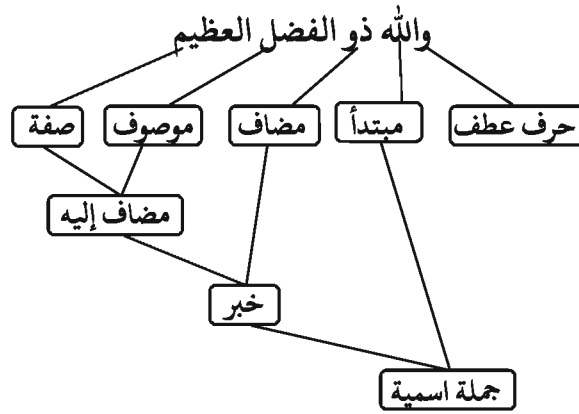 والله ذو الفضل العظيم
حرف عطف
مبتدأ
مضاف
موصوف
صفة
مضاف إليه
خبر
جملة اسمية